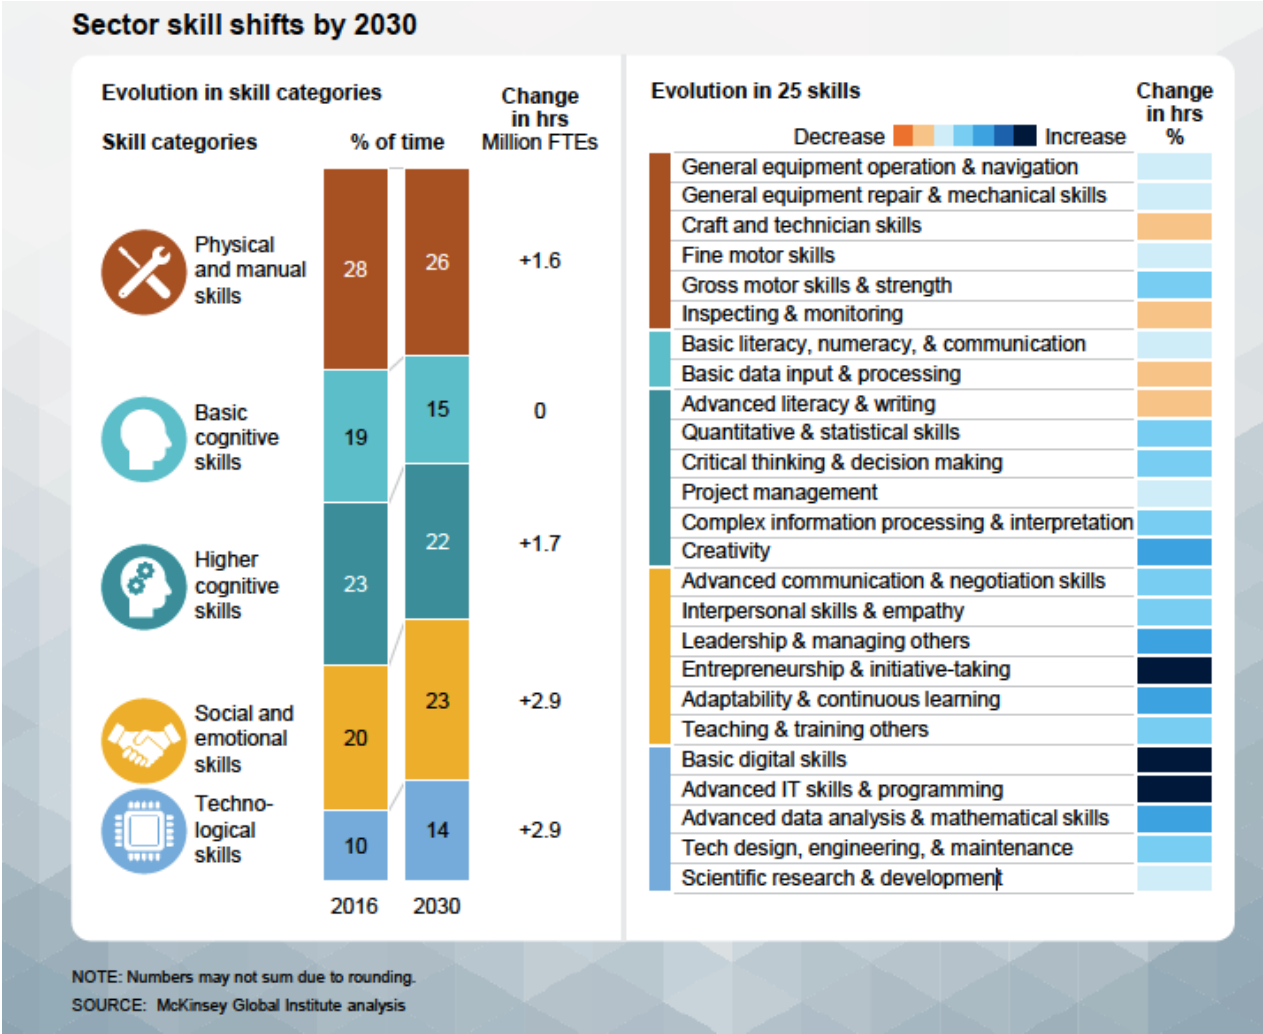 Sector skill shifts by 2030
Evolution in skill categories
Change
in hrs
Skill categories
% of time
Million FTEs
Physical
and manual
skills
28
26
+1.6
Basic
cognitive
skills
19
15
0
Higher
cognitive
skills
23
22
+1.7
Social and
emotional
skills
20
23
+2.9
Techno-
logical
skills
10
14
+2.9
2016
2030
Evolution in 25 skills
Change
in hrs
%
Decrease
Increase
General equipment operation & navigation
General equipment repair & mechanical skills
Craft and technician skills
Fine motor skills
Gross motor skills & strength
Inspecting & monitoring
Basic literacy, numeracy, & communication
Basic data input & processing
Advanced literacy & writing
Quantitative & statistical skills
Critical thinking & decision making
Project management
Complex information processing & interpretation
Creativity
Advanced communication & negotiation skills
Interpersonal skills & empathy
Leadership & managing others
Entrepreneurship & initiative-taking
Adaptability & continuous learning
Teaching & training others
Basic digital skills
Advanced IT skills & programming
Advanced data analysis & mathematical skills
Tech design, engineering, & maintenance
Scientific research & development
NOTE: Numbers may not sum due to rounding.
SOURCE: McKinsey Global Institute analysis